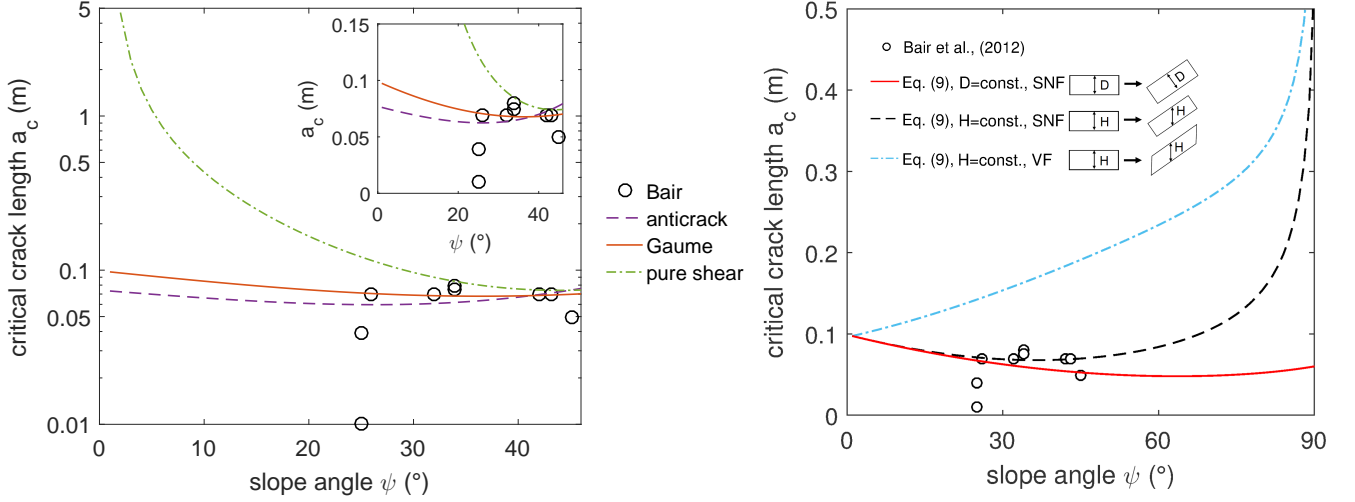 5
1
0.5
0.1
0.05
0.01
0
10
20
30
40
critical crack length a_c (m)
slope angle ψ (°)
0.15
0.1
0.05
0
0
20
40
a_c (m)
ψ (°)
Bair
anticrack
Gaume
pure shear
0.5
0.4
0.3
0.2
0.1
0
0
30
60
90
critical crack length a_c (m)
slope angle ψ (°)
Bair et al., (2012)
Eq. (9), D=const., SNF D D
Eq. (9), H=const., SNF H H
Eq. (9), H=const., VF H H